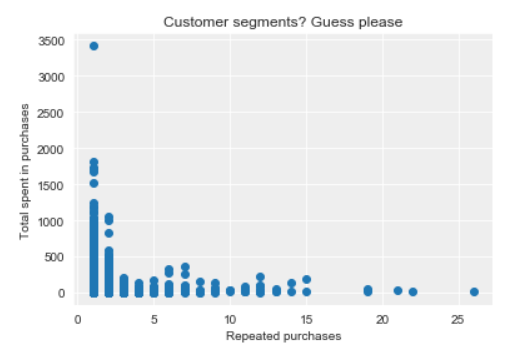 Customer segments? Guess please
3500
3000
2500
2000
1500
1000
500
0
Total spent in purchases
0 5 10 15 20 25
Repeated purchases